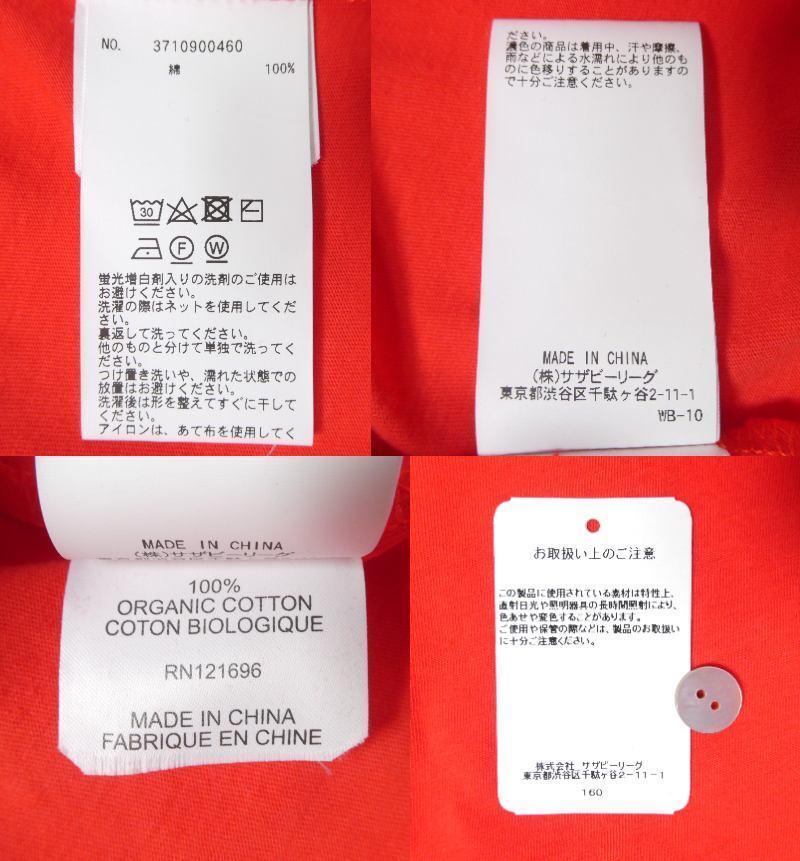 NO. 3710900460
綿 100%
30
F W
蛍光増白剤入りの洗剤のご使用は
お避けください。
洗濯の際はネットを使用してくだ
さい。
裏返して洗ってください。
他のものと分けて単独で洗ってく
ださい。
つけ置き洗いや、濡れた状態での
放置はお避けください。
洗濯後は形を整えてすぐに干して
ください。
アイロンは、あて布を使用してく
ださい。
濃色の商品は着用中、汗や摩擦、
雨などによる水濡れにより他のも
のに色移りすることがありますの
で十分ご注意ください。
MADE IN CHINA
(株)サザビーリーグ
東京都渋谷区千駄ヶ谷2-11-1
WB-10
MADE IN CHINA
(株)サザビーリーグ
100%
ORGANIC COTTON
COTON BIOLOGIQUE
RN121696
MADE IN CHINA
FABRIQUE EN CHINE
お取扱い上のご注意
この製品に使用されている素材は特性上、
直射日光や照明器具の長時間照射により、
色あせや変色することがあります。
ご使用や保管の際などは、製品のお取扱い
に十分ご注意ください。
株式会社 サザビーリーグ
東京都渋谷区千駄ヶ谷2-11-1
160